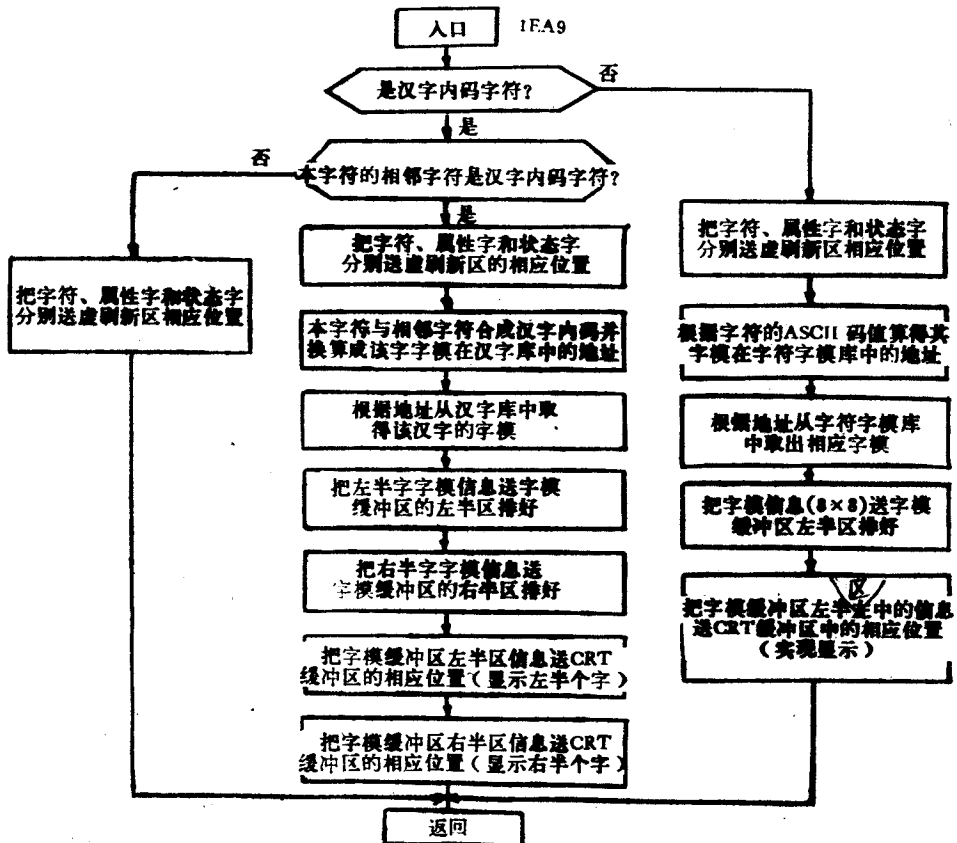 入口
1EA9
是汉字内码字符?
否
是
本字符的相邻字符是汉字内码字符?
否
是
把字符、属性字和状态字
分别送虚刷新区相应位置
把字符、属性字和状态字
分别送虚刷新区的相应位置
本字符与相邻字符合成汉字内码并
换算成该字字模在汉字库中的地址
根据地址从汉字库中取
得该汉字的字模
把左半字字模信息送字模
缓冲区的左半区排好
把右半字字模信息送
字模缓冲区的右半区排好
把字模缓冲区左半区信息送CRT
缓冲区的相应位置(显示左半个字)
把字模缓冲区右半区信息送CRT
缓冲区的相应位置(显示右半个字)
把字符、属性字和状态字
分别送虚刷新区相应位置
根据字符的ASCII 码值算得其
字模在字符字模库中的地址
根据地址从字符字模库
中取出相应字模
把字模信息(8×8)送字模
缓冲区左半区排好
区
把字模缓冲区左半左中的信息
送CRT缓冲区中的相应位置
(实现显示)
返回